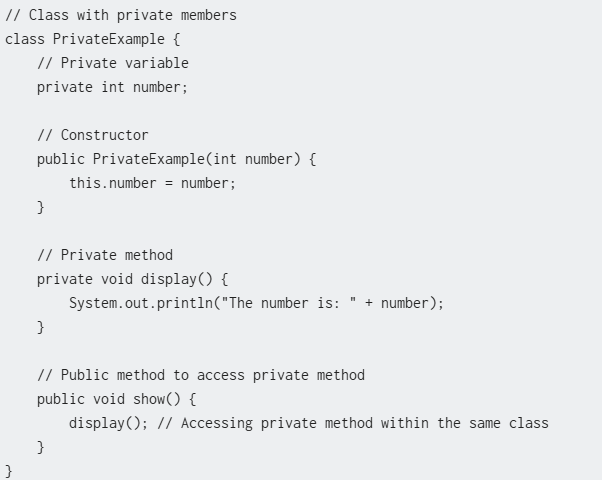 // Class with private members
class PrivateExample {
    // Private variable
    private int number;

    // Constructor
    public PrivateExample(int number) {
        this.number = number;
    }

    // Private method
    private void display() {
        System.out.println("The number is: " + number);
    }

    // Public method to access private method
    public void show() {
        display(); // Accessing private method within the same class
    }
}